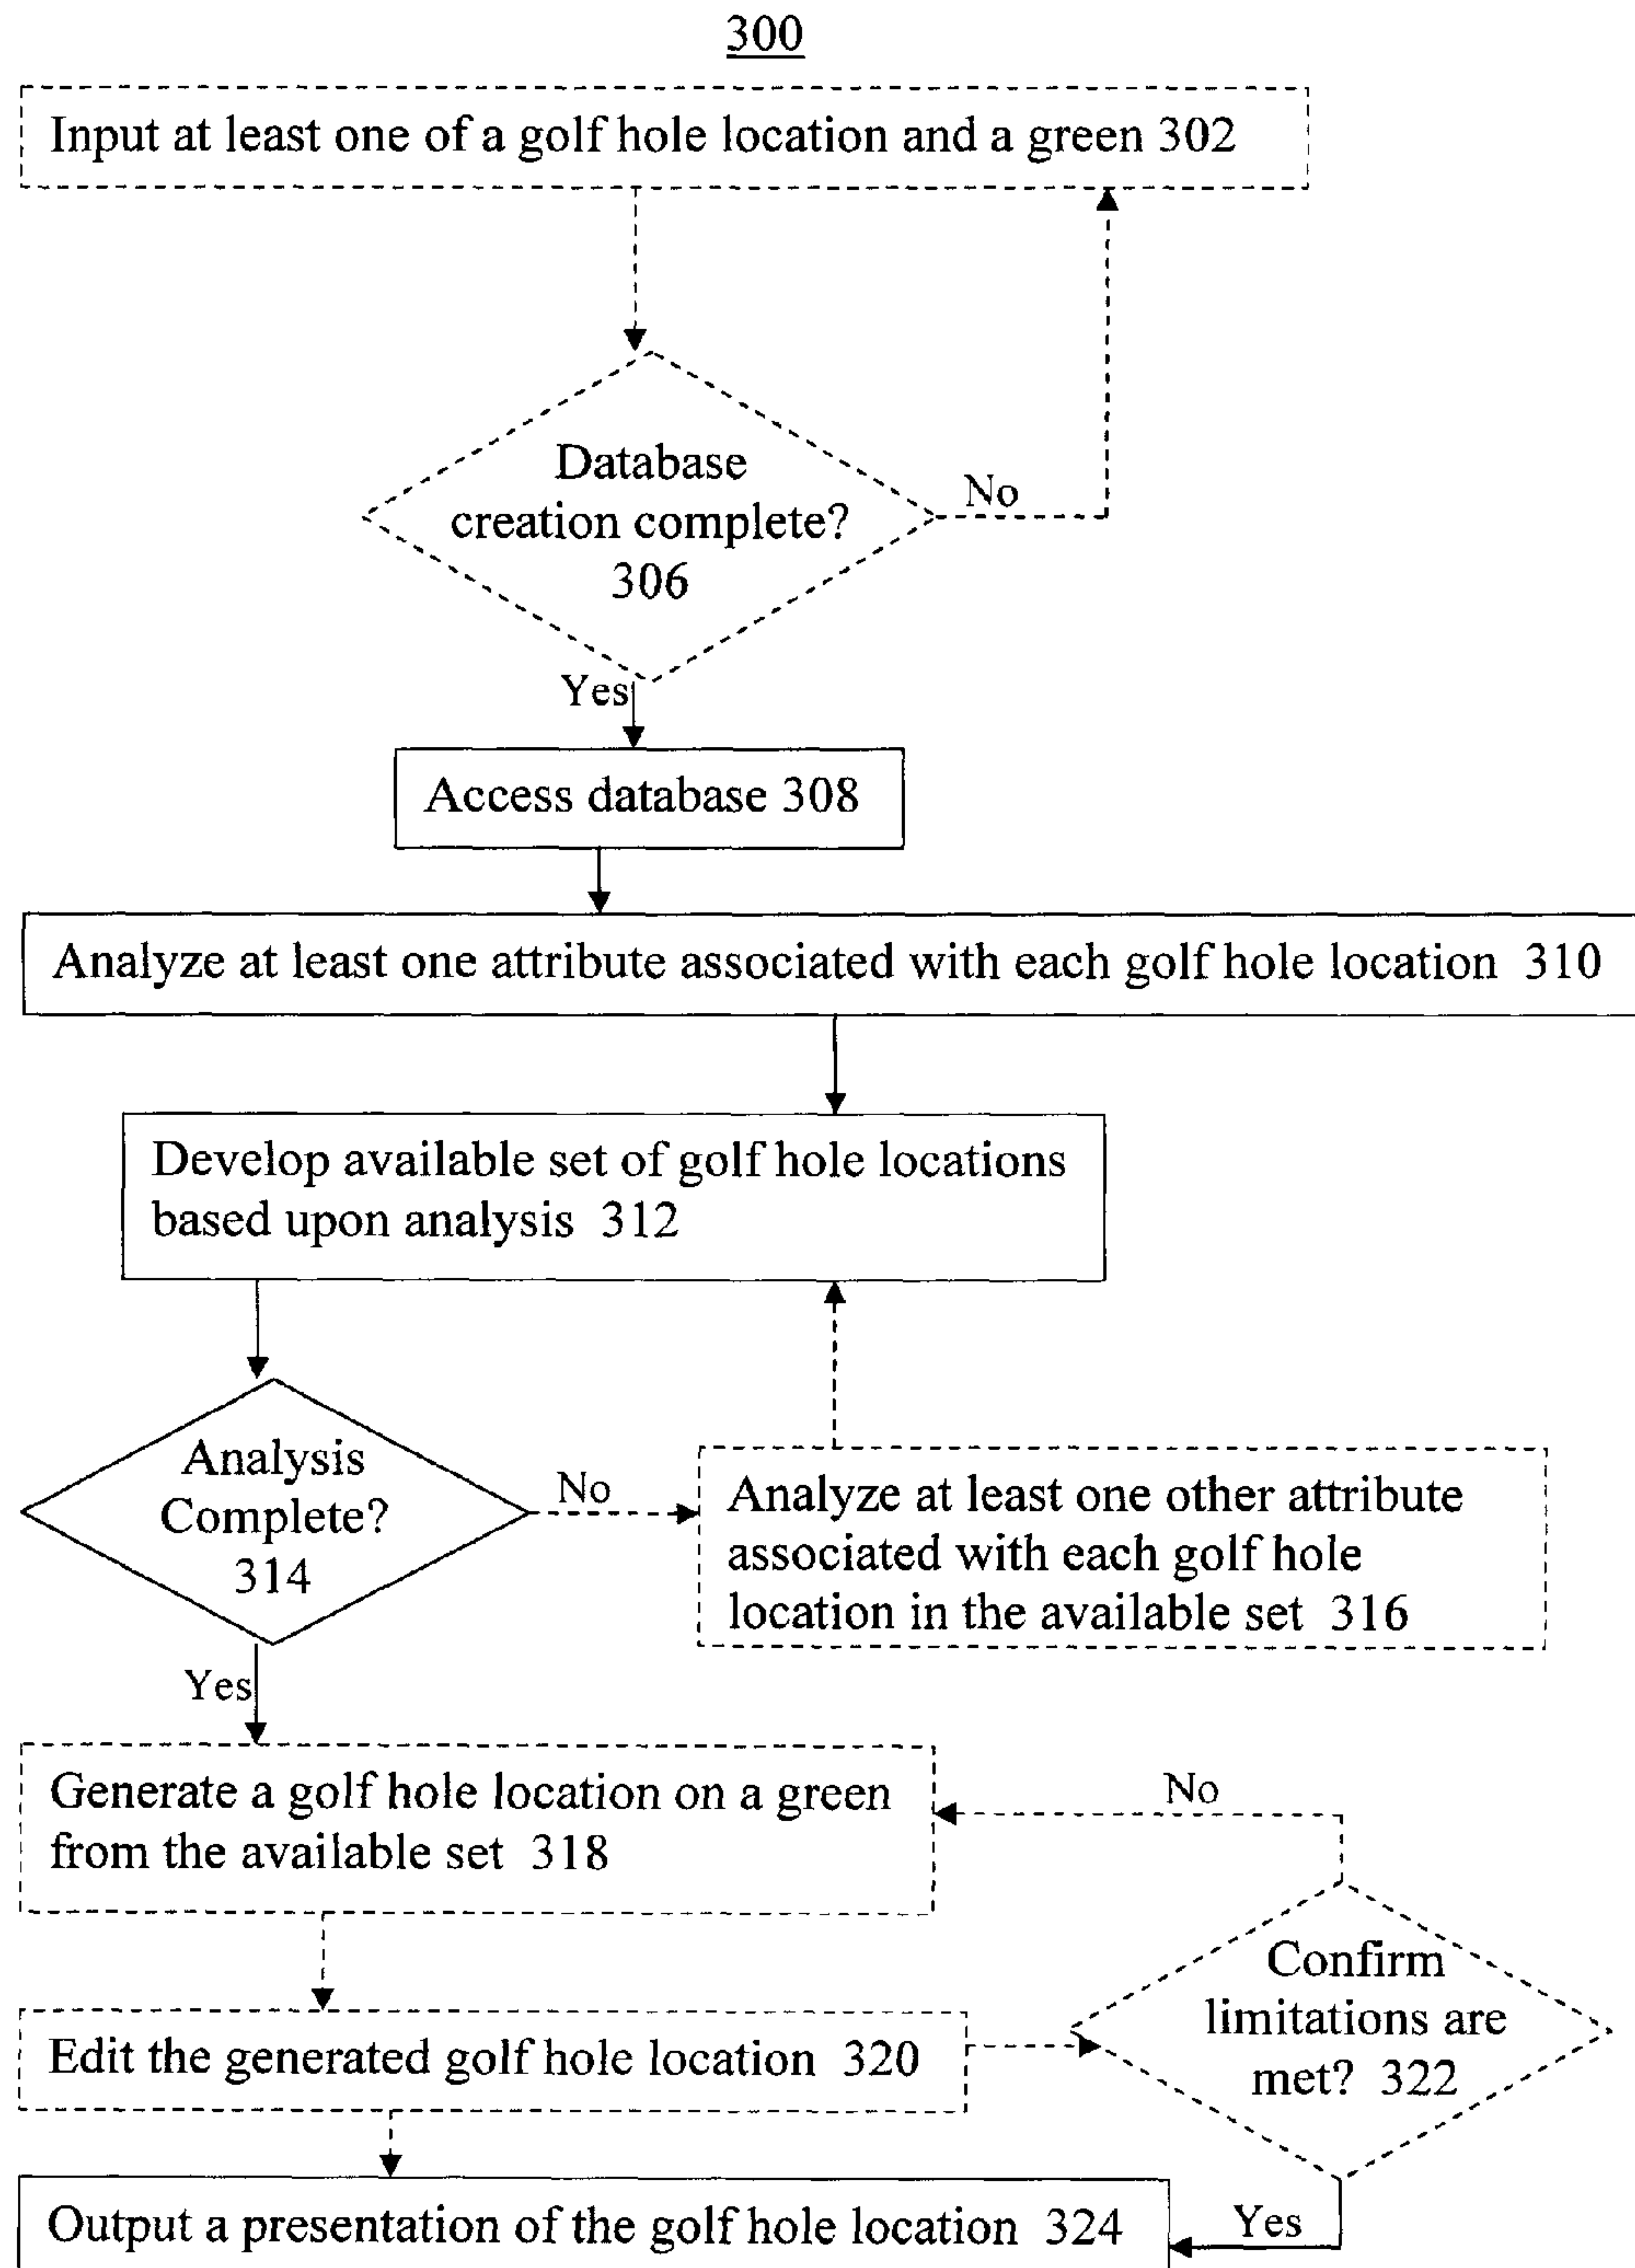 300
Input at least one of a golf hole location and a green 302
Database
creation complete?
306
No
Yes
Access database 308
Analyze at least one attribute associated with each golf hole location 310
Develop available set of golf hole locations
based upon analysis 312
Analysis
Complete?
314
No
Analyze at least one other attribute
associated with each golf hole
location in the available set 316
Yes
Generate a golf hole location on a green
from the available set 318
No
Confirm
limitations are
met? 322
Edit the generated golf hole location 320
Output a presentation of the golf hole location 324
Yes